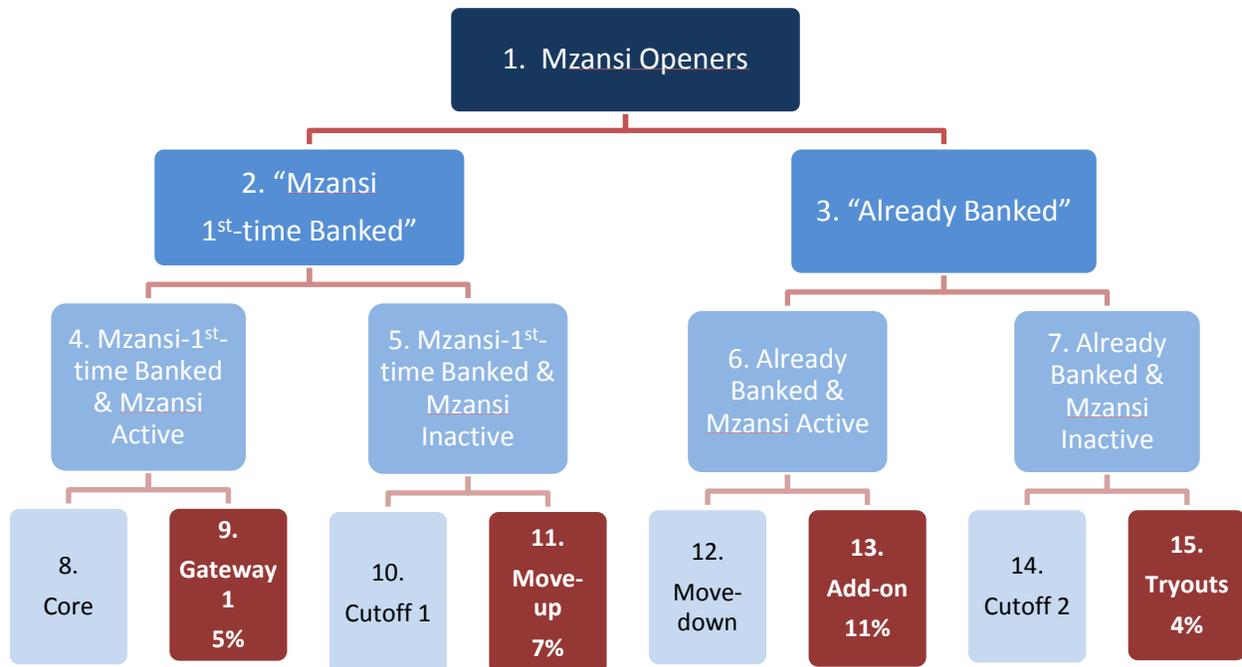 1. Mzansi Openers
2. “Mzansi
1st-time Banked”
3. “Already Banked”
4. Mzansi-1st-
time Banked
& Mzansi
Active
5. Mzansi-1st-
time Banked &
Mzansi
Inactive
6. Already
Banked &
Mzansi Active
7. Already
Banked &
Mzansi
Inactive
8.
Core
9.
Gateway
1
5%
10.
Cutoff 1
11.
Move-
up
7%
12.
Move-
down
13.
Add-on
11%
14.
Cutoff 2
15.
Tryouts
4%